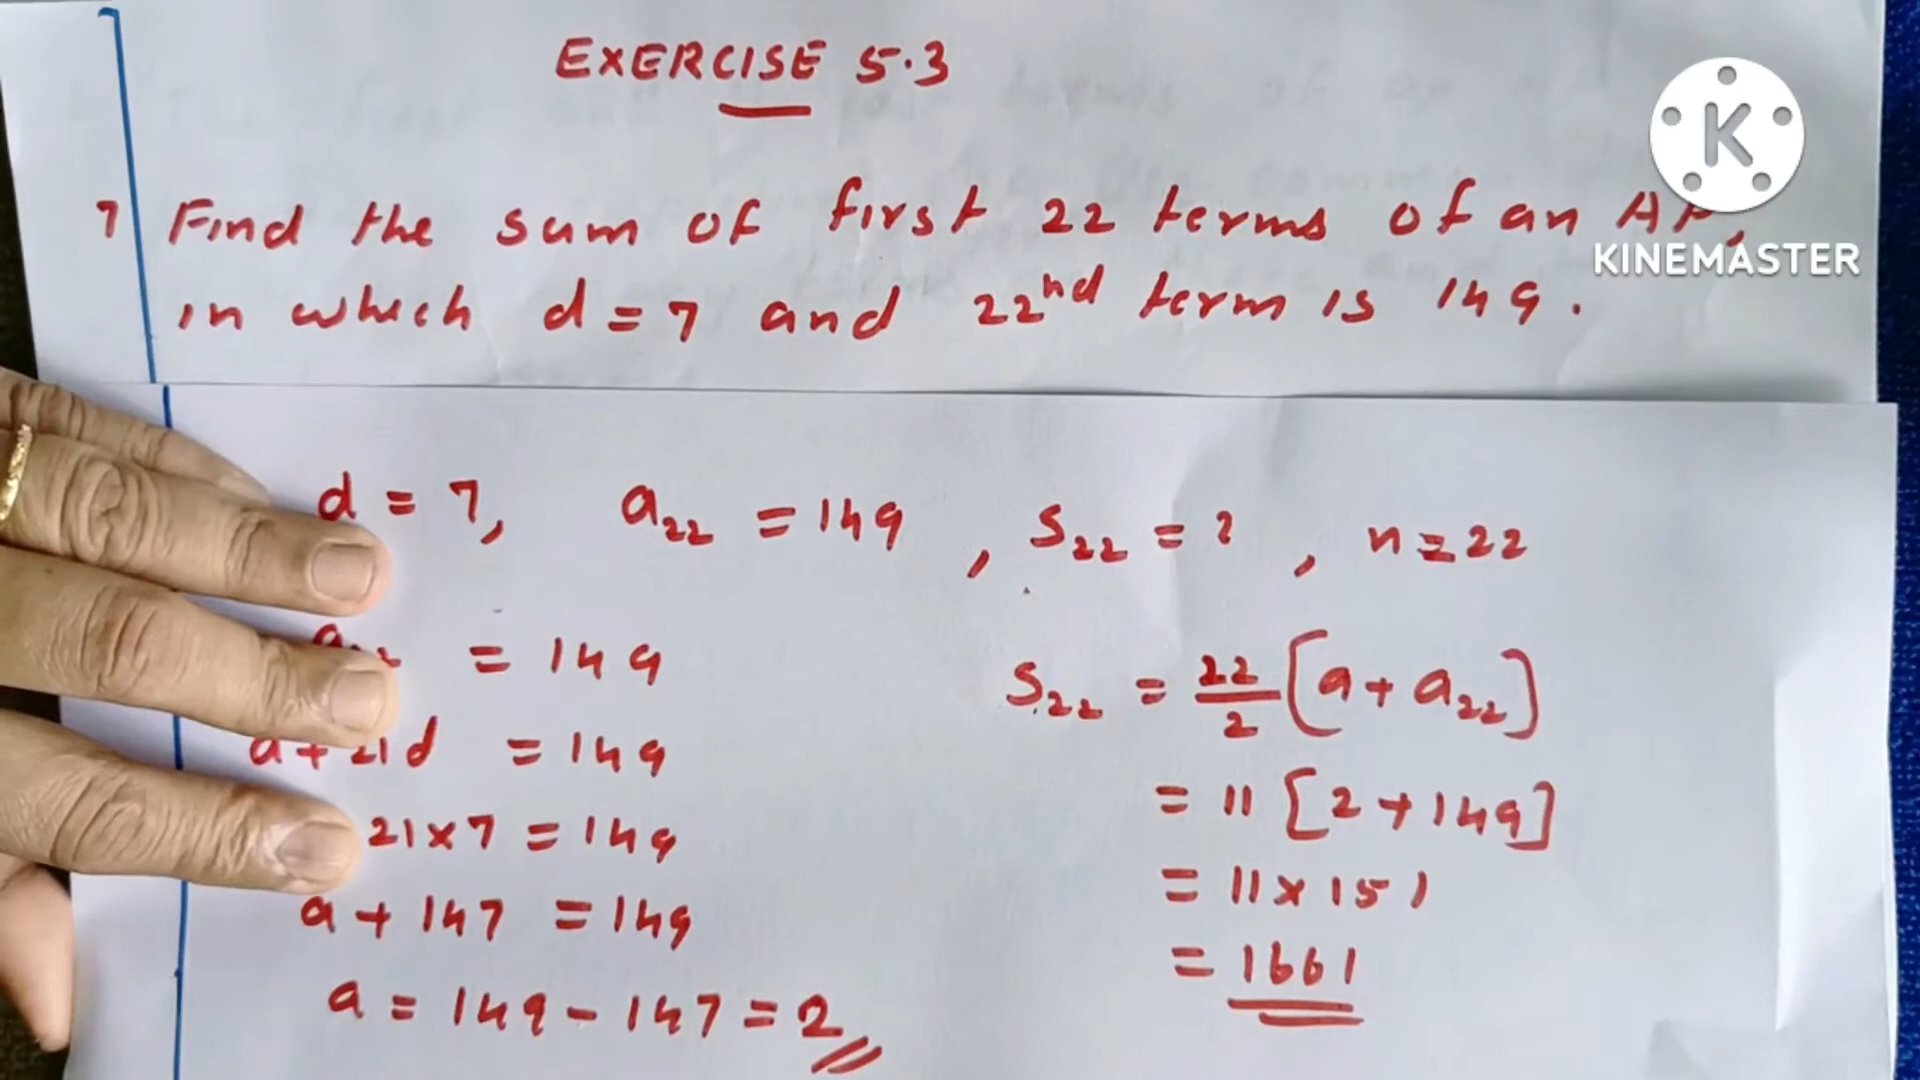 EXERCISE 5.3
7 Find the sum of first 22 terms of an AP,
in which d = 7 and 22nd term is 149.
K
KINEMASTER
d = 7, a22 = 149, S22 = ?, n = 22
= 149
a + 21d = 149
21 x 7 = 149
a + 147 = 149
a = 149 - 147 = 2
S22 = 22/2 [a + a22]
= 11 [2 + 149]
= 11 x 151
= 1661